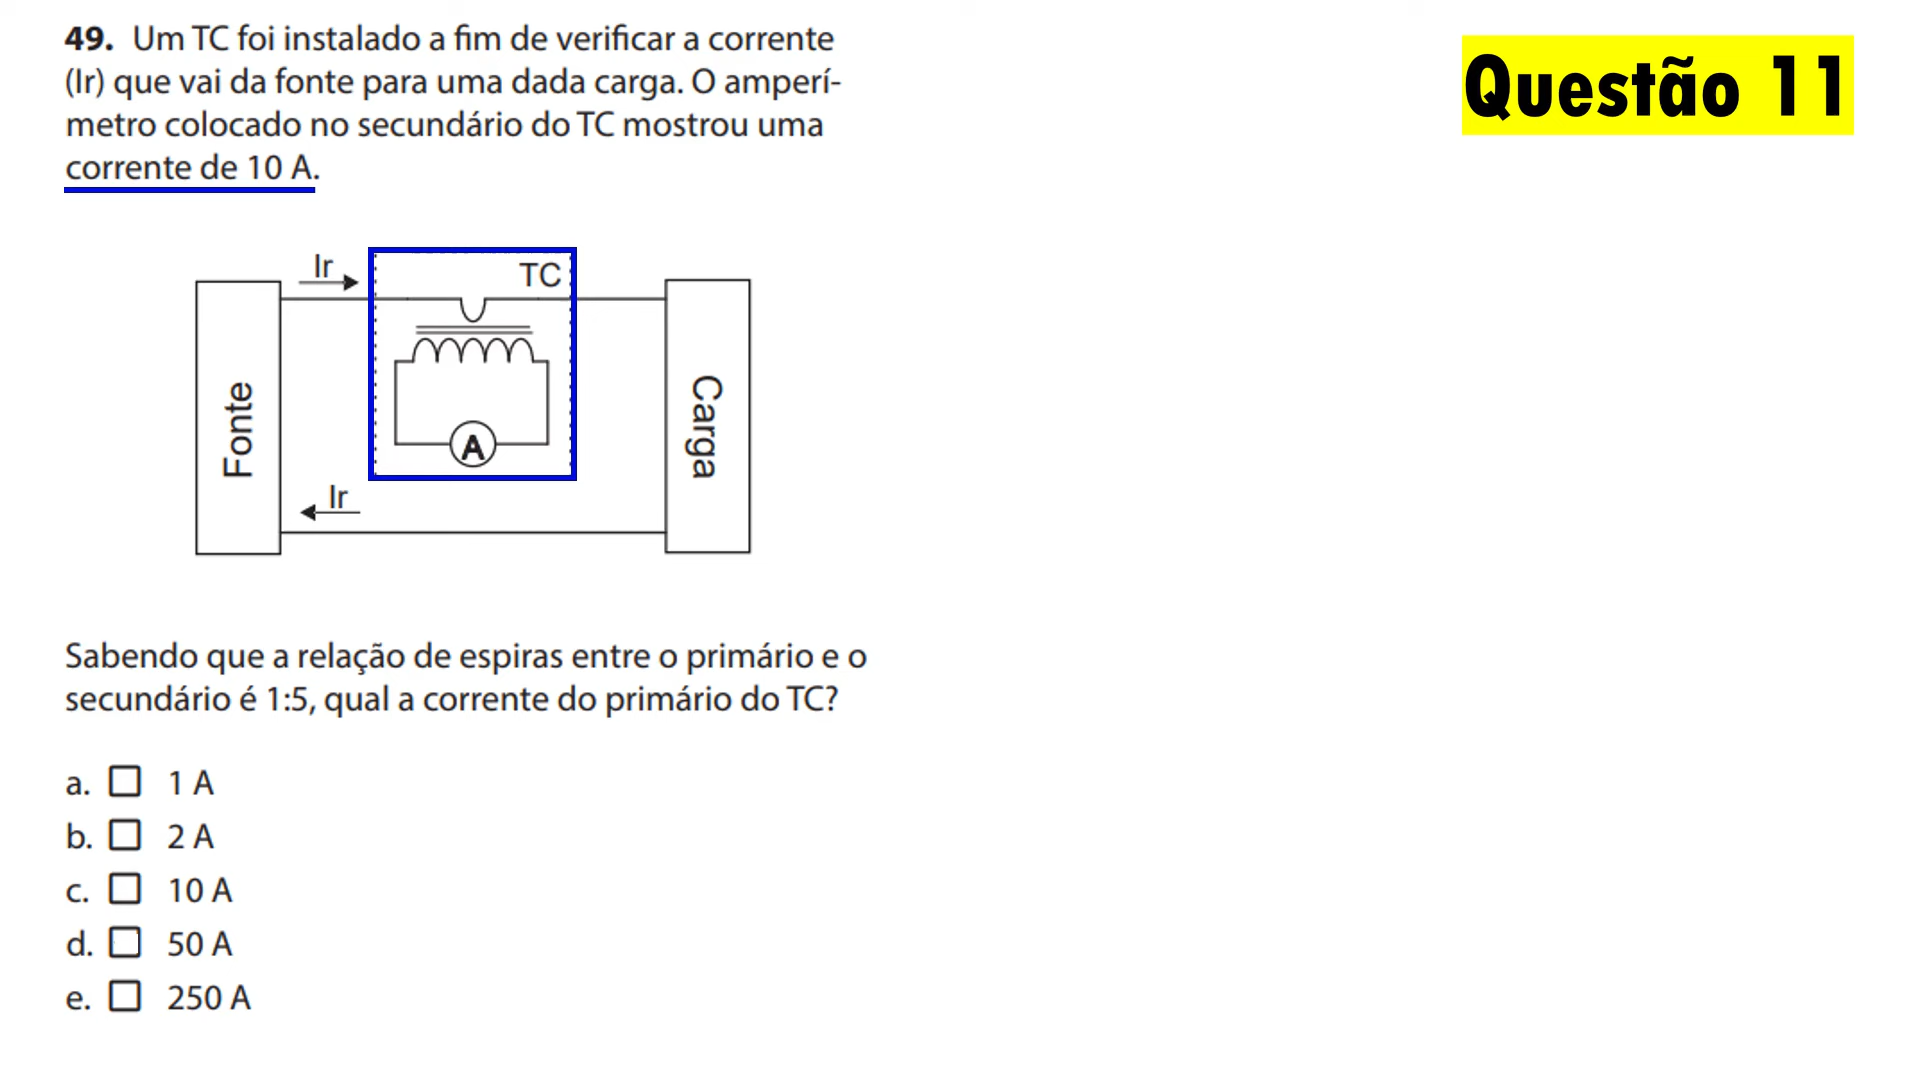 49. Um TC foi instalado a fim de verificar a corrente
(Ir) que vai da fonte para uma dada carga. O amperí-
metro colocado no secundário do TC mostrou uma
corrente de 10 A.
Questão 11
Ir
TC
Fonte
A
Carga
Ir
Sabendo que a relação de espiras entre o primário e o
secundário é 1:5, qual a corrente do primário do TC?
a. 1 A
b. 2 A
c. 10 A
d. 50 A
e. 250 A